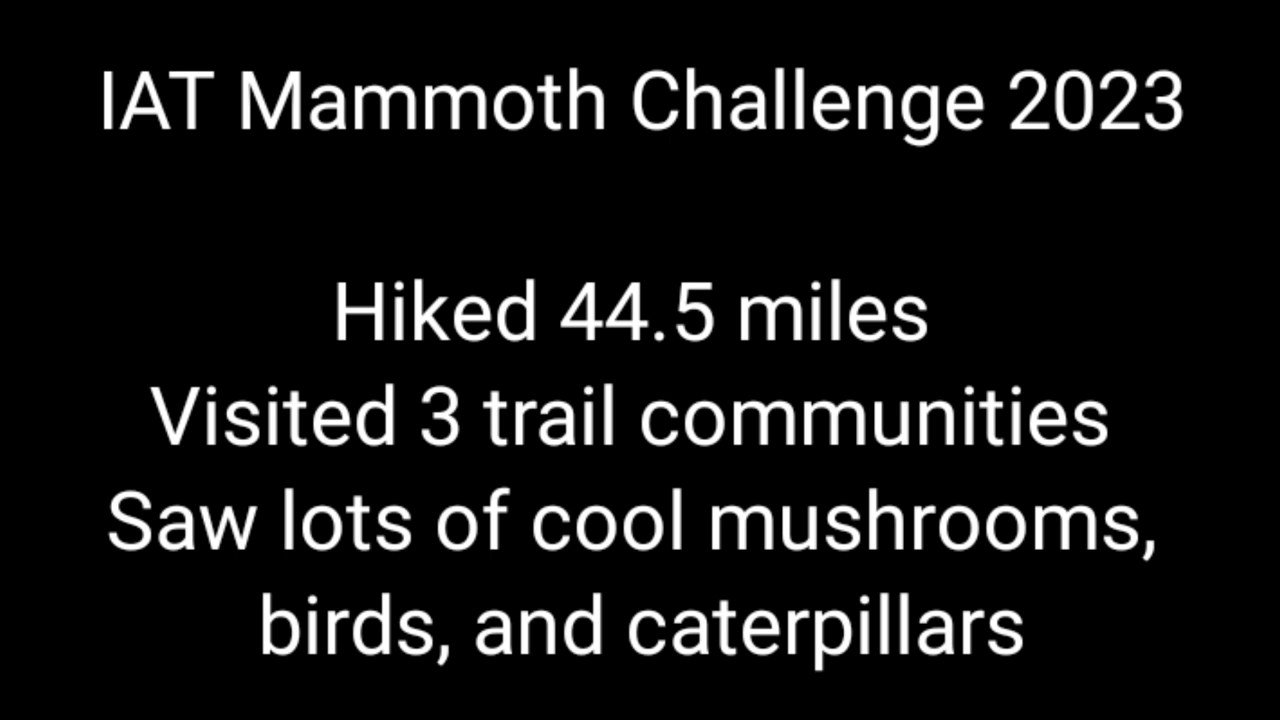 IAT Mammoth Challenge 2023
Hiked 44.5 miles
Visited 3 trail communities
Saw lots of cool mushrooms,
birds, and caterpillars